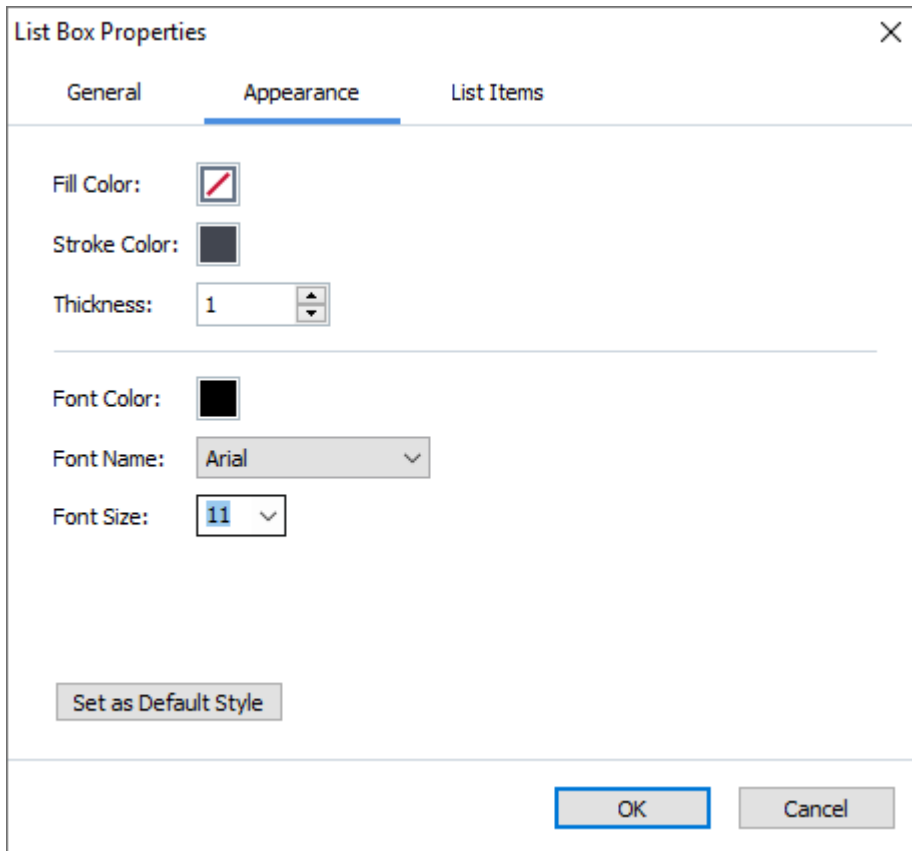 List Box Properties
General Appearance List Items
Fill Color:
Stroke Color:
Thickness: 1
Font Color:
Font Name: Arial
Font Size: 11
Set as Default Style
OK Cancel